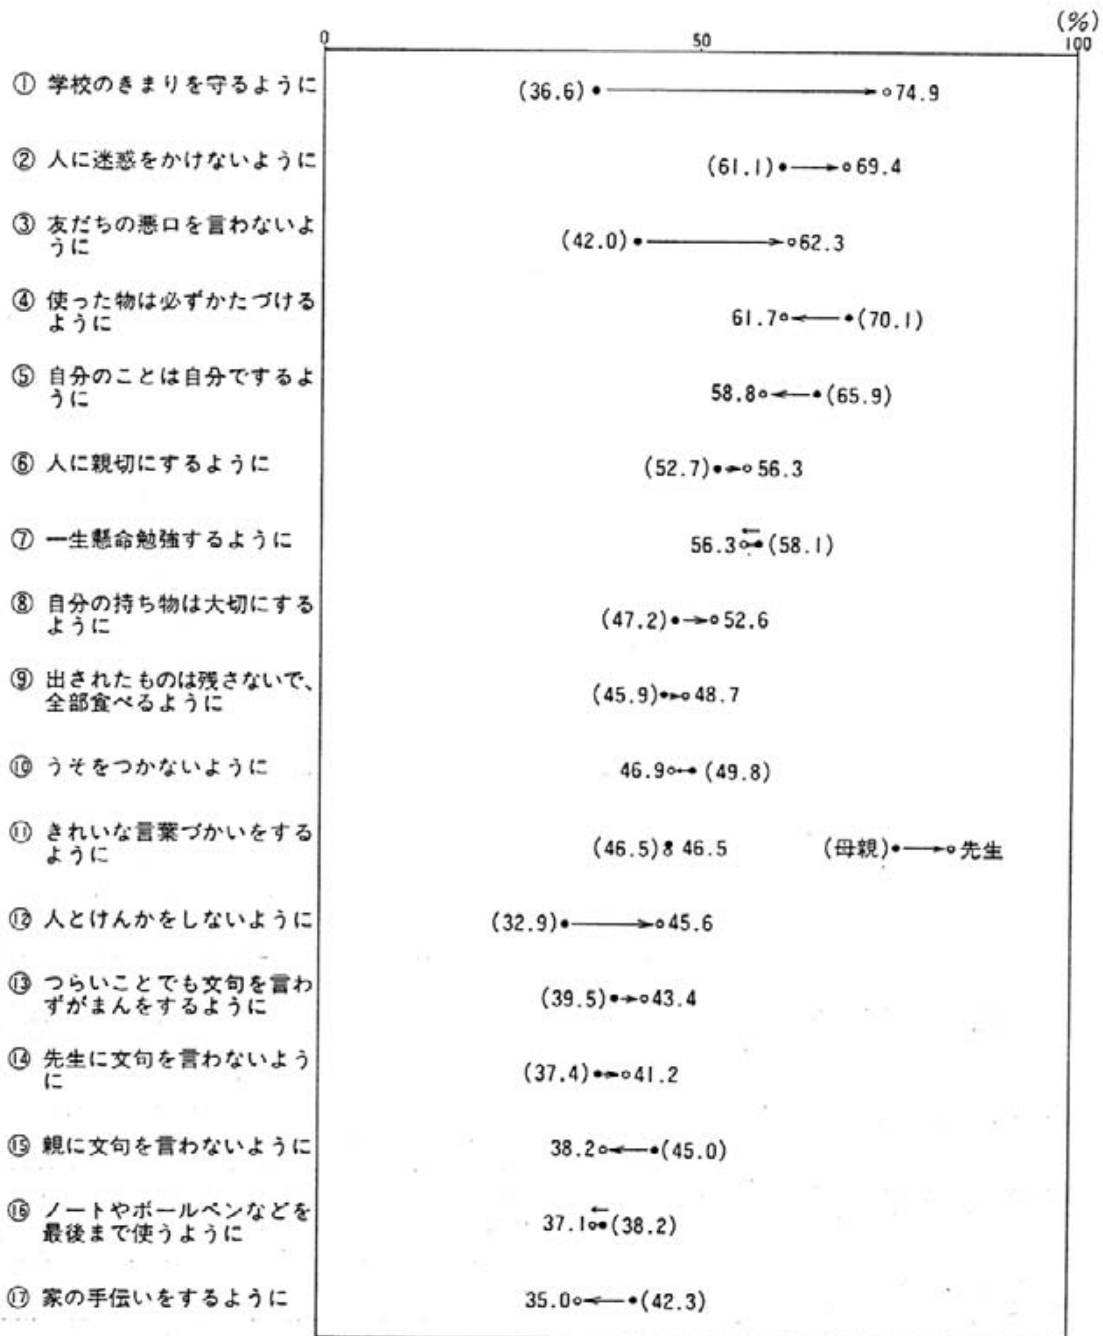 (%)
0 50 100
① 学校のきまりを守るように (36.6) 74.9
② 人に迷惑をかけないように (61.1) 69.4
③ 友だちの悪口を言わないよ
うに (42.0) 62.3
④ 使った物は必ずかたづける
ように 61.7 (70.1)
⑤ 自分のことは自分でするよ
うに 58.8 (65.9)
⑥ 人に親切にするように (52.7) 56.3
⑦ 一生懸命勉強するように 56.3 (58.1)
⑧ 自分の持ち物は大切にする
ように (47.2) 52.6
⑨ 出されたものは残さないで、
全部食べるように (45.9) 48.7
⑩ うそをつかないように 46.9 (49.8)
⑪ きれいな言葉づかいをする
ように (46.5) 46.5 (母親) 先生
⑫ 人とけんかをしないように (32.9) 45.6
⑬ つらいことでも文句を言わ
ずがまんをするように (39.5) 43.4
⑭ 先生に文句を言わないよう
に (37.4) 41.2
⑮ 親に文句を言わないように 38.2 (45.0)
⑯ ノートやボールペンなどを
最後まで使うように 37.1 (38.2)
⑰ 家の手伝いをするように 35.0 (42.3)